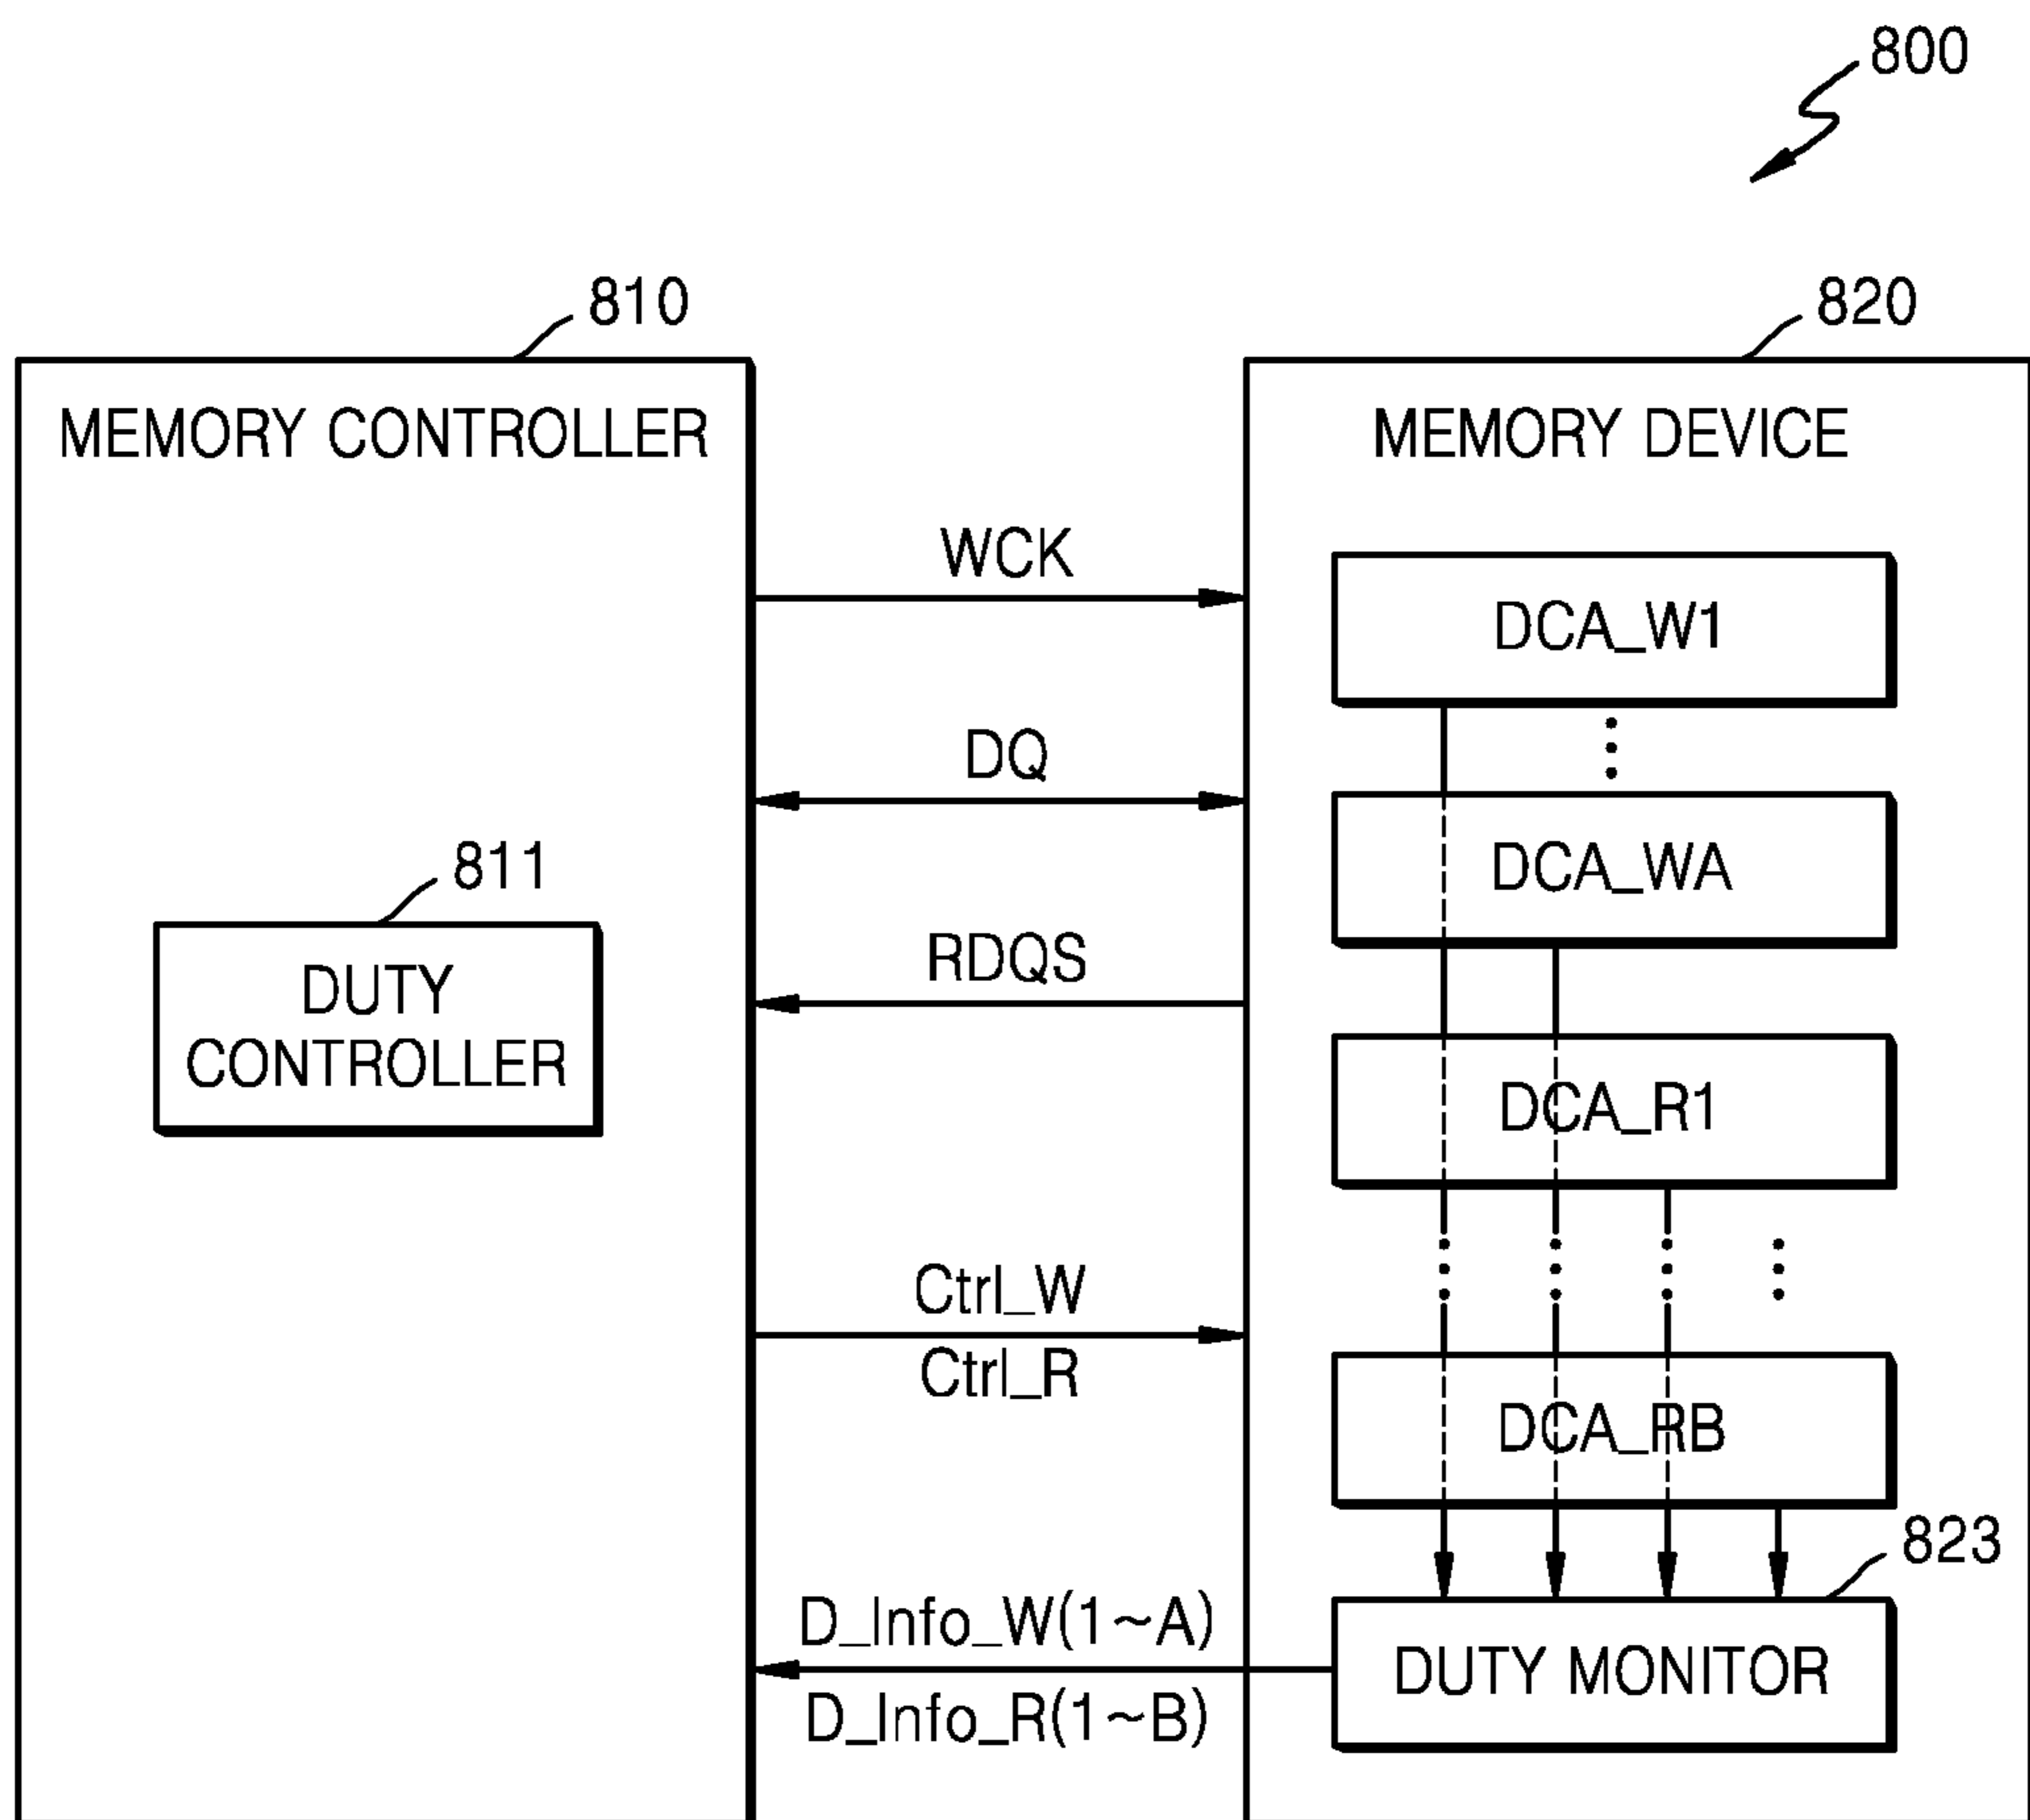 800
810
820
MEMORY CONTROLLER
MEMORY DEVICE
WCK
DCA_W1
DQ
DCA_WA
811
DUTY
CONTROLLER
RDQS
DCA_R1
Ctrl_W
Ctrl_R
DCA_RB
823
D_Info_W(1~A)
D_Info_R(1~B)
DUTY MONITOR